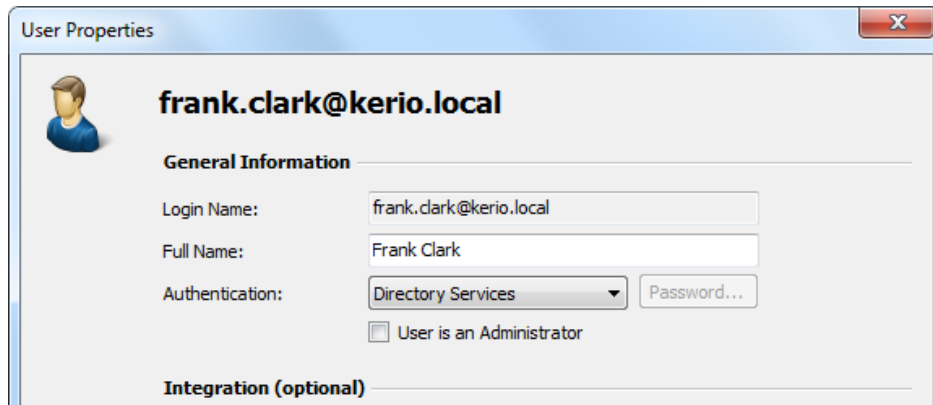 User Properties
frank.clark@kerio.local
General Information
Login Name: frank.clark@kerio.local
Full Name: Frank Clark
Authentication: Directory Services Password...
User is an Administrator
Integration (optional)